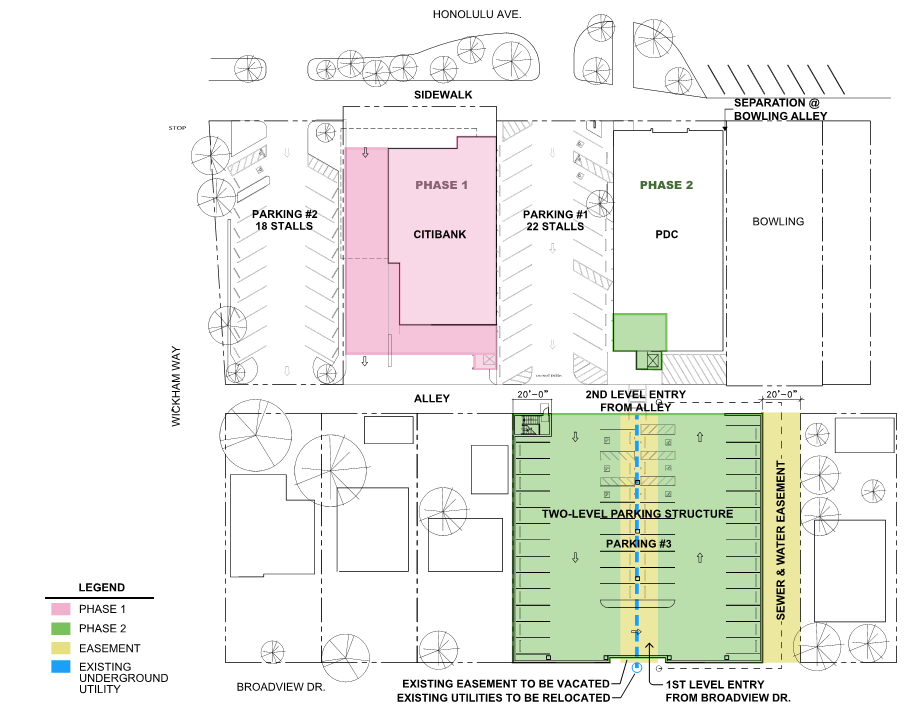 HONOLULU AVE.
SIDEWALK
SEPARATION @
BOWLING ALLEY
STOP
PHASE 1
PHASE 2
PARKING #2
18 STALLS
CITIBANK
PARKING #1
22 STALLS
PDC
BOWLING
WICKHAM WAY
ALLEY
20'-0"
2ND LEVEL ENTRY
FROM ALLEY
20'-0"
TWO-LEVEL PARKING STRUCTURE
PARKING #3
SEWER & WATER EASEMENT
LEGEND
PHASE 1
PHASE 2
EASEMENT
EXISTING
UNDERGROUND
UTILITY
BROADVIEW DR.
EXISTING EASEMENT TO BE VACATED
EXISTING UTILITIES TO BE RELOCATED
1ST LEVEL ENTRY
FROM BROADVIEW DR.